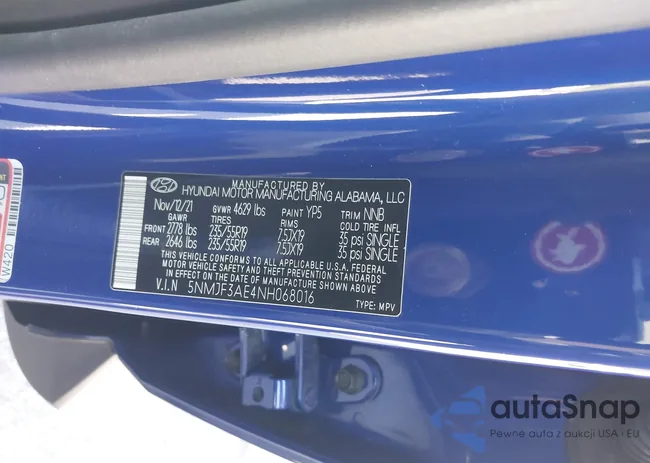 MANUFACTURED BY
HYUNDAI MOTOR MANUFACTURING ALABAMA, LLC
Nov/12/21 GVWR 4629 lbs PAINT YP5 TRIM NNB
GAWR TIRES RIMS COLD TIRE INFL
FRONT 2778 lbs 235/55R19 7.5JX19 35 psi SINGLE
REAR 2646 lbs 235/55R19 7.5JX19 35 psi SINGLE
THIS VEHICLE CONFORMS TO ALL APPLICABLE U.S.A. FEDERAL
MOTOR VEHICLE SAFETY AND THEFT PREVENTION STANDARDS
IN EFFECT ON THE DATE OF MANUFACTURE SHOWN ABOVE.
V.I.N 5NMJF3AE4NH068016
TYPE: MPV
W420
autaSnap
Pewne auta z aukcji USA i EU